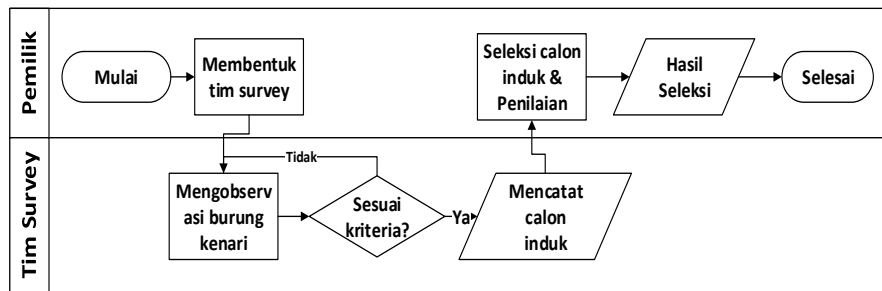 Pemilik
Mulai
Membentuk
tim survey
Seleksi calon
induk &
Penilaian
Hasil
Seleksi
Selesai
Tim Survey
Tidak
Mengobserv
asi burung
kenari
Sesuai
kriteria?
Ya
Mencatat
calon
induk